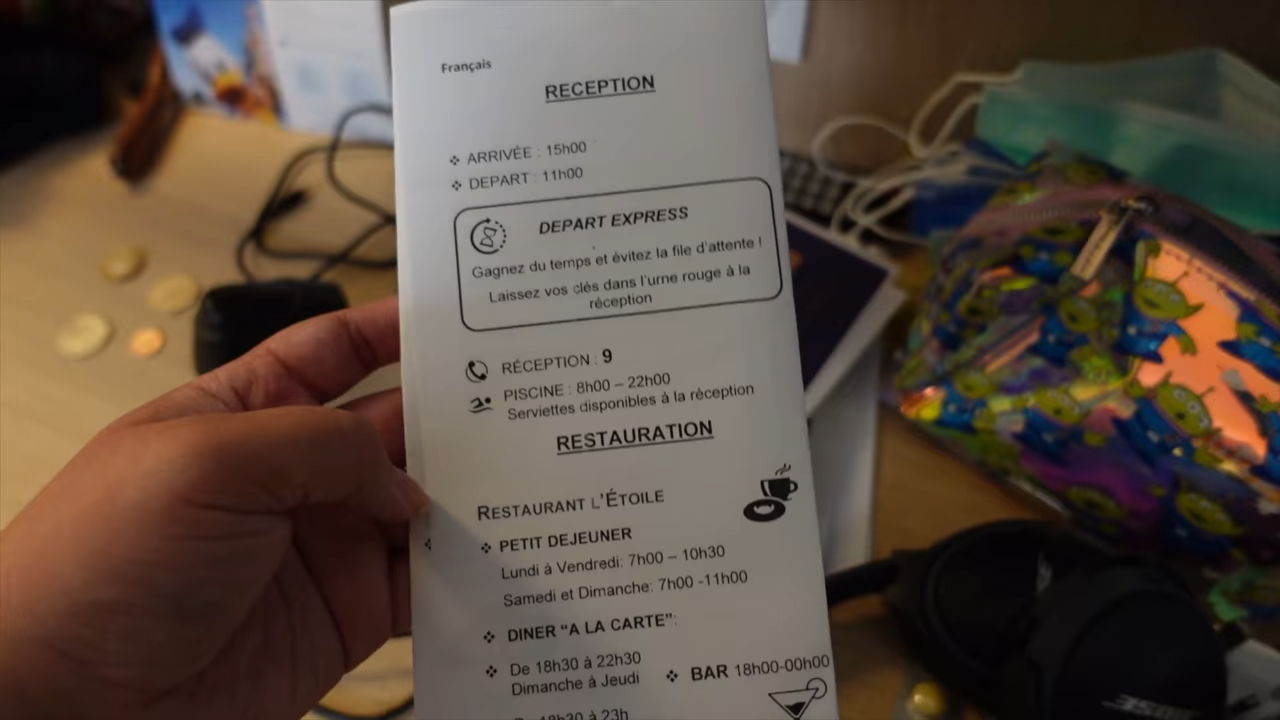 Français
RECEPTION
❖ ARRIVÉE : 15h00
❖ DEPART : 11h00
DEPART EXPRESS
Gagnez du temps et évitez la file d'attente !
Laissez vos clés dans l'urne rouge à la
réception
RÉCEPTION : 9
PISCINE : 8h00 – 22h00
Serviettes disponibles à la réception
RESTAURATION
RESTAURANT L'ÉTOILE
❖ PETIT DEJEUNER
Lundi à Vendredi: 7h00 – 10h30
Samedi et Dimanche: 7h00 -11h00
❖ DINER "A LA CARTE":
❖ De 18h30 à 22h30
Dimanche à Jeudi
❖ BAR 18h00-00h00
18h30 à 23h
BOSE